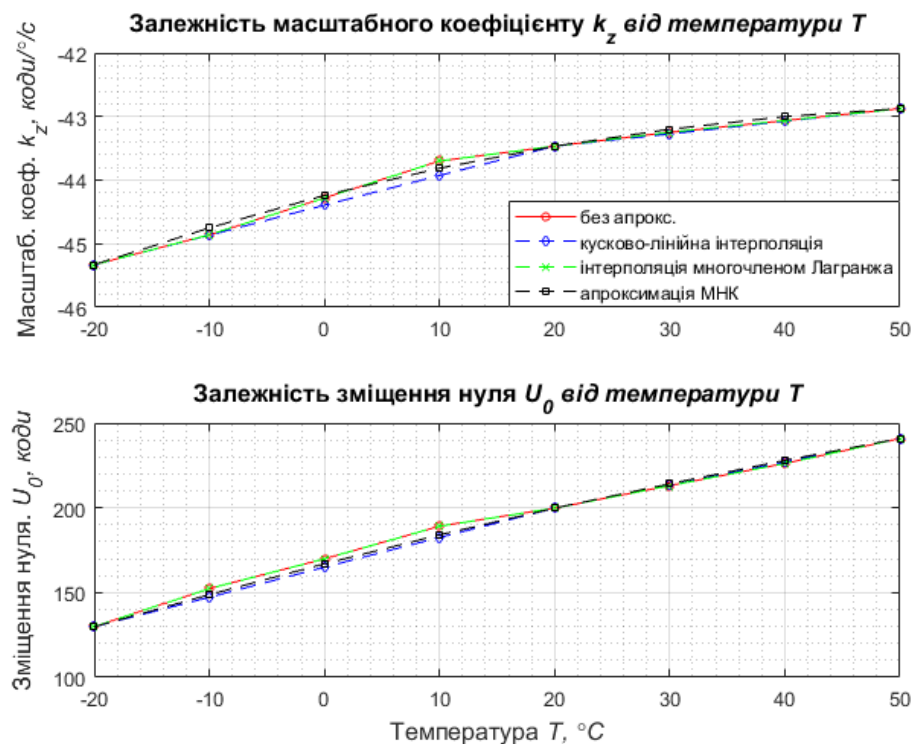 Залежність масштабного коефіцієнту k_z від температури T
Масштаб. коеф. k_z, коди/°/с
-42
-43
-44
-45
-46
без апрокс.
кусково-лінійна інтерполяція
інтерполяція многочленом Лагранжа
апроксимація МНК
-20 -10 0 10 20 30 40 50
Залежність зміщення нуля U_0 від температури T
Зміщення нуля. U_0, коди
250
200
150
100
-20 -10 0 10 20 30 40 50
Температура T, °C